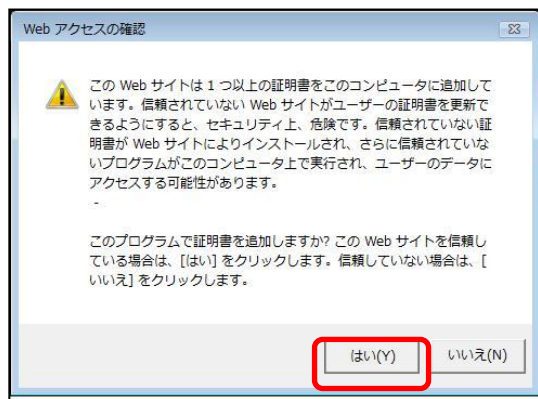 Web アクセスの確認
この Web サイトは 1 つ以上の証明書をこのコンピュータに追加して
います。信頼されていない Web サイトがユーザーの証明書を更新で
きるようにすると、セキュリティ上、危険です。信頼されていない証
明書が Web サイトによりインストールされ、さらに信頼されていな
いプログラムがこのコンピュータ上で実行され、ユーザーのデータに
アクセスする可能性があります。
-
このプログラムで証明書を追加しますか? この Web サイトを信頼し
ている場合は、[はい] をクリックします。信頼していない場合は、[
いいえ] をクリックします。
はい(Y)
いいえ(N)